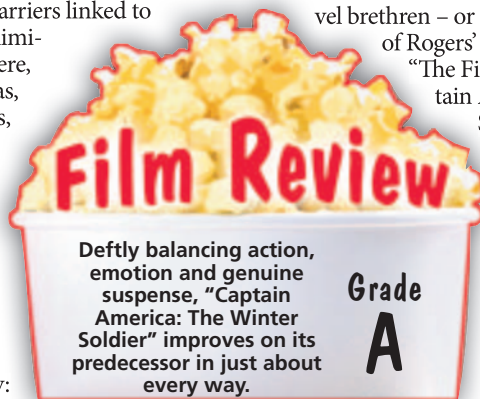 arriers linked to
imi-
ere,
as,
s,
vel brethren – or
of Rogers'
"The Fi
tain
Film Review
Deftly balancing action,
emotion and genuine
suspense, "Captain
America: The Winter
Soldier" improves on its
predecessor in just about
every way.
Grade
A
y: